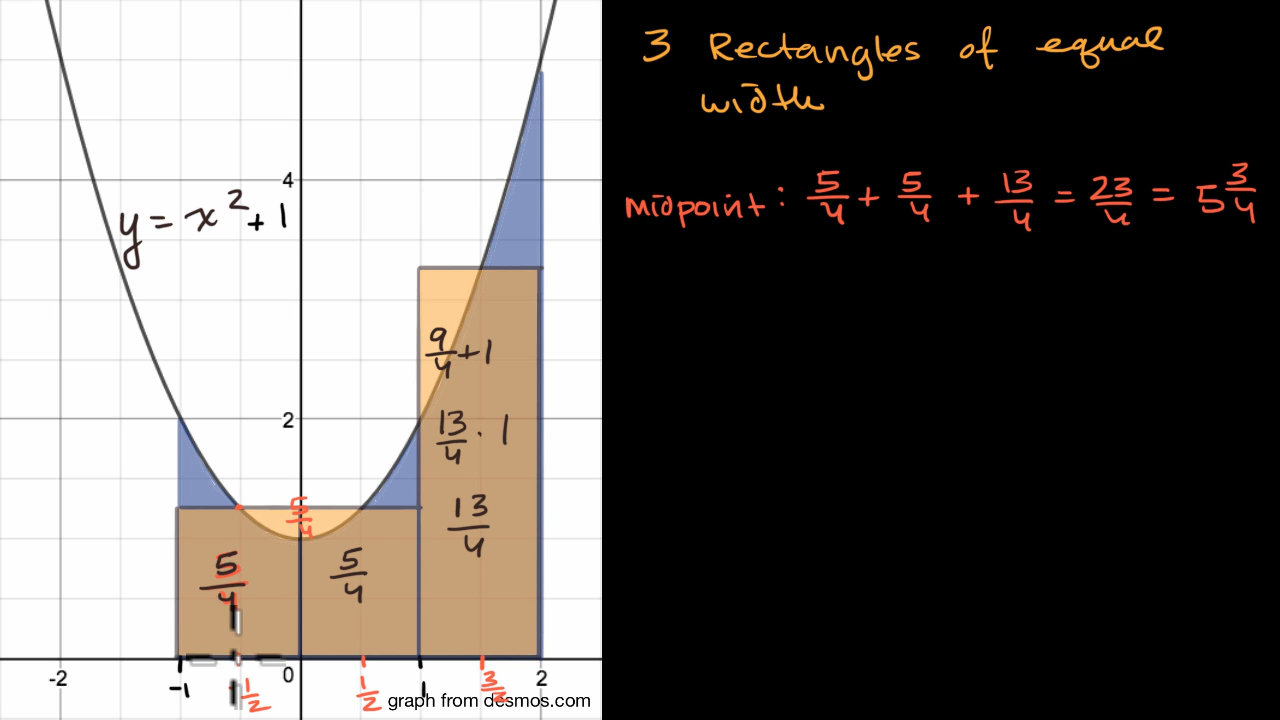 3 Rectangles of equal
width
midpoint: 5/4 + 5/4 + 13/4 = 23/4 = 5 3/4
4
y = x² + 1
9/4 + 1
2
13/4 · 1
5/4
13/4
5/4
5/4
-2
-1
-1/2
0
1/2
1
3/2
2
graph from desmos.com